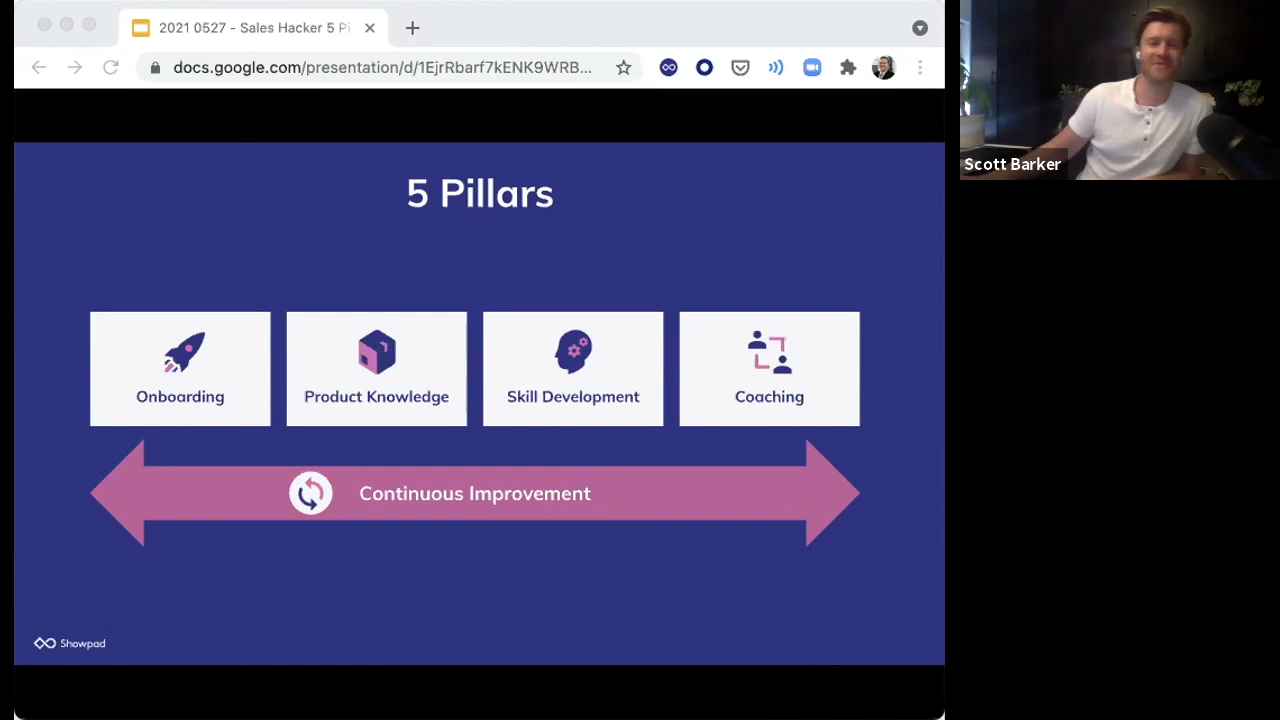 2021 0527 - Sales Hacker 5 Pi
docs.google.com/presentation/d/1EjrRbarf7kENK9WRB...
Scott Barker
5 Pillars
Onboarding
Product Knowledge
Skill Development
Coaching
Continuous Improvement
Showpad